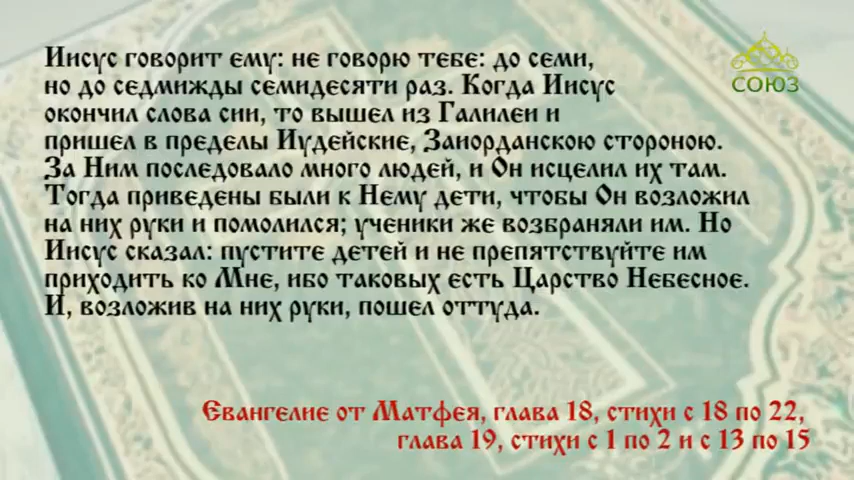 Иисус говорит ему: не говорю тебе: до семи,
но до седмижды семидесяти раз. Когда Иисус
окончил слова сии, то вышел из Галилеи и
пришел в пределы Иудейские, Заиорданскою стороною.
За Ним последовало много людей, и Он исцелил их там.
Тогда приведены были к Нему дети, чтобы Он возложил
на них руки и помолился; ученики же возбраняли им. Но
Иисус сказал: пустите детей и не препятствуйте им
приходить ко Мне, ибо таковых есть Царство Небесное.
И, возложив на них руки, пошел оттуда.
СОЮЗ
Евангелие от Матфея, глава 18, стихи с 18 по 22,
глава 19, стихи с 1 по 2 и с 13 по 15